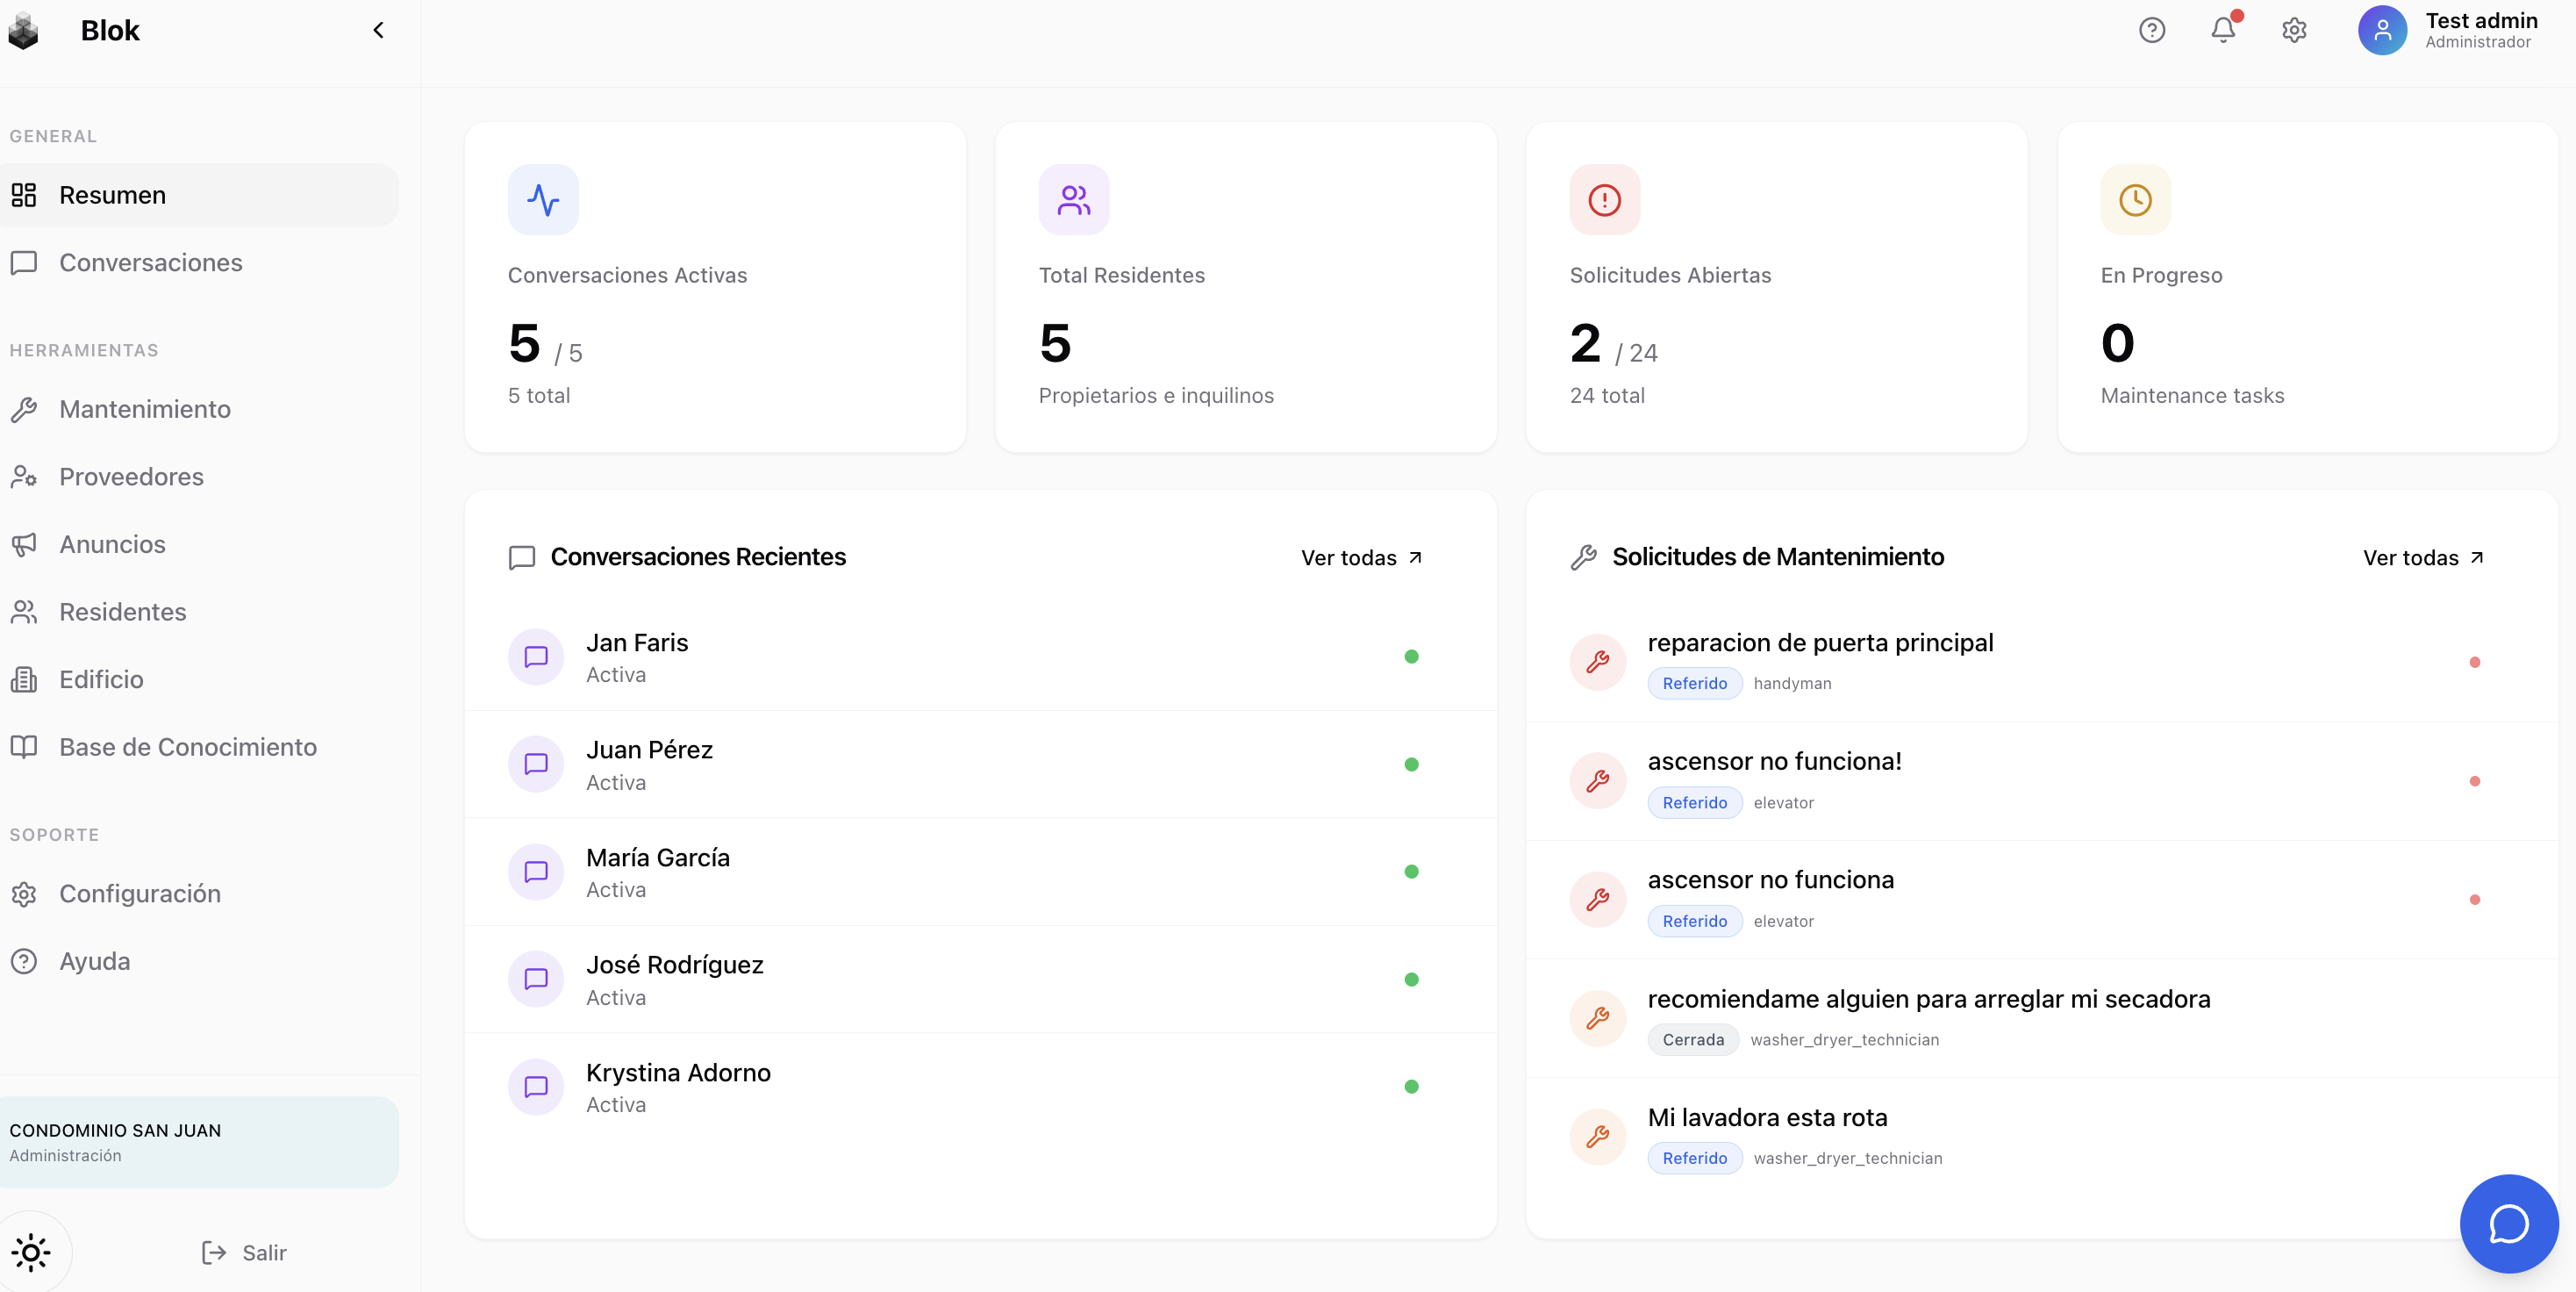 Blok
Test admin
Administrador
GENERAL
Resumen
Conversaciones
HERRAMIENTAS
Mantenimiento
Proveedores
Anuncios
Residentes
Edificio
Base de Conocimiento
SOPORTE
Configuración
Ayuda
CONDOMINIO SAN JUAN
Administración
Salir
Conversaciones Activas
5 / 5
5 total
Total Residentes
5
Propietarios e inquilinos
Solicitudes Abiertas
2 / 24
24 total
En Progreso
0
Maintenance tasks
Conversaciones Recientes
Ver todas
Jan Faris
Activa
Juan Pérez
Activa
María García
Activa
José Rodríguez
Activa
Krystina Adorno
Activa
Solicitudes de Mantenimiento
Ver todas
reparacion de puerta principal
Referido handyman
ascensor no funciona!
Referido elevator
ascensor no funciona
Referido elevator
recomiendame alguien para arreglar mi secadora
Cerrada washer_dryer_technician
Mi lavadora esta rota
Referido washer_dryer_technician